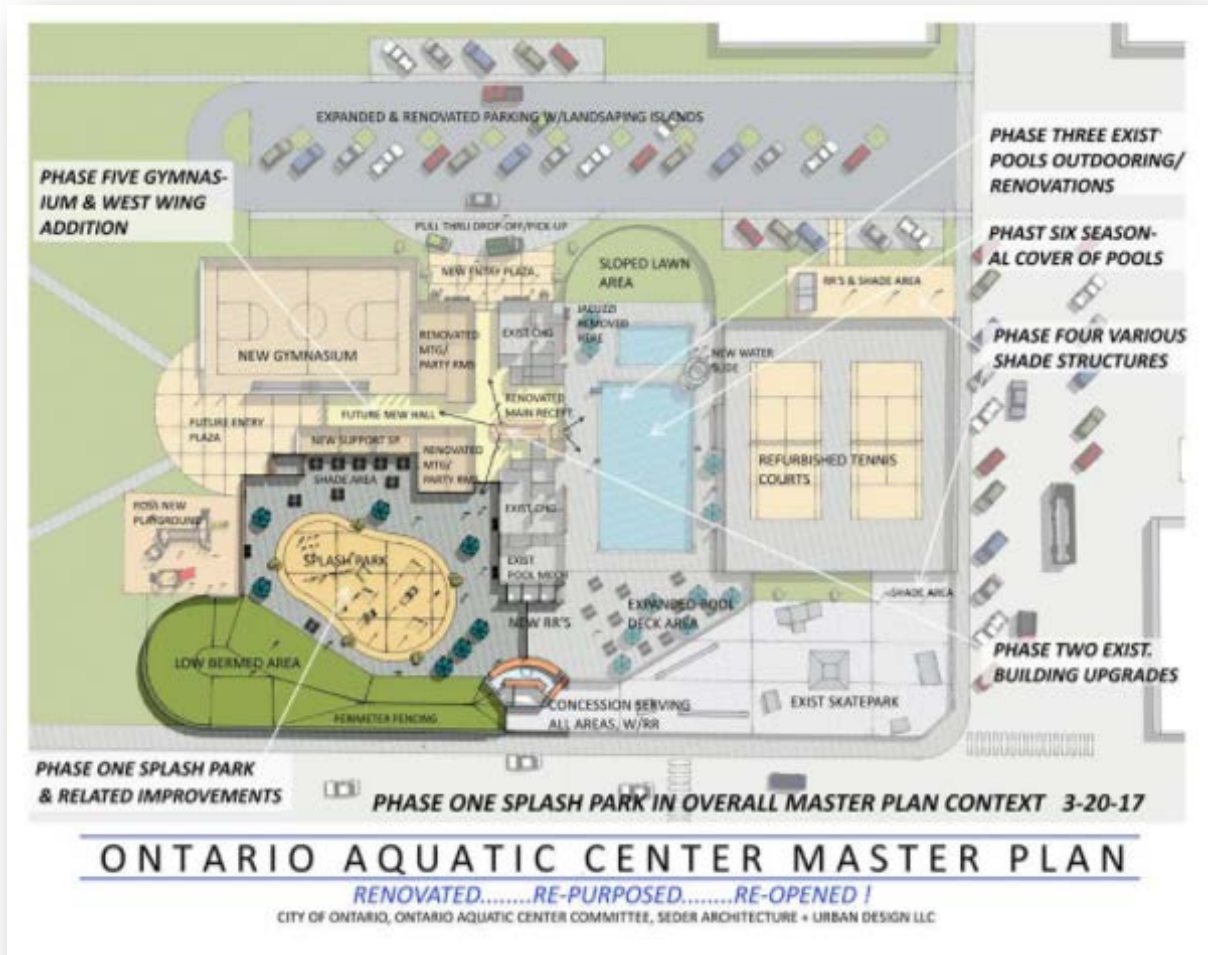 EXPANDED & RENOVATED PARKING W/LANDSCAPING ISLANDS
PHASE THREE EXIST
POOLS OUTDOORING/
RENOVATIONS
PHASE FIVE GYMNAS-
IUM & WEST WING
ADDITION
PULL THRU DROP-OFF/PICK-UP
PHAST SIX SEASON-
AL COVER OF POOLS
NEW ENTRY PLAZA
SLOPED LAWN
AREA
RR'S & SHADE AREA
JACUZZI
REMOVED
HERE
EXIST CHG
RENOVATED
MTG/
PARTY RMS
NEW GYMNASIUM
NEW WATER
SLIDE
PHASE FOUR VARIOUS
SHADE STRUCTURES
RENOVATED
MAIN RECEPT.
FUTURE NEW HALL
FUTURE ENTRY
PLAZA
NEW SUPPORT SP.
RENOVATED
MTG/
PARTY RMS
REFURBISHED TENNIS
COURTS
SHADE AREA
NEW
PLAYGROUND
EXIST CHG
SPLASH PARK
EXIST
POOL MECH
SHADE AREA
EXPANDED POOL
DECK AREA
NEW RR'S
LOW BERMED AREA
PHASE TWO EXIST.
BUILDING UPGRADES
EXIST SKATEPARK
CONCESSION SERVING
ALL AREAS, W/RR
PERIMETER FENCING
PHASE ONE SPLASH PARK
& RELATED IMPROVEMENTS
PHASE ONE SPLASH PARK IN OVERALL MASTER PLAN CONTEXT 3-20-17
ONTARIO AQUATIC CENTER MASTER PLAN
RENOVATED........RE-PURPOSED........RE-OPENED !
CITY OF ONTARIO, ONTARIO AQUATIC CENTER COMMITTEE, SEDER ARCHITECTURE + URBAN DESIGN LLC